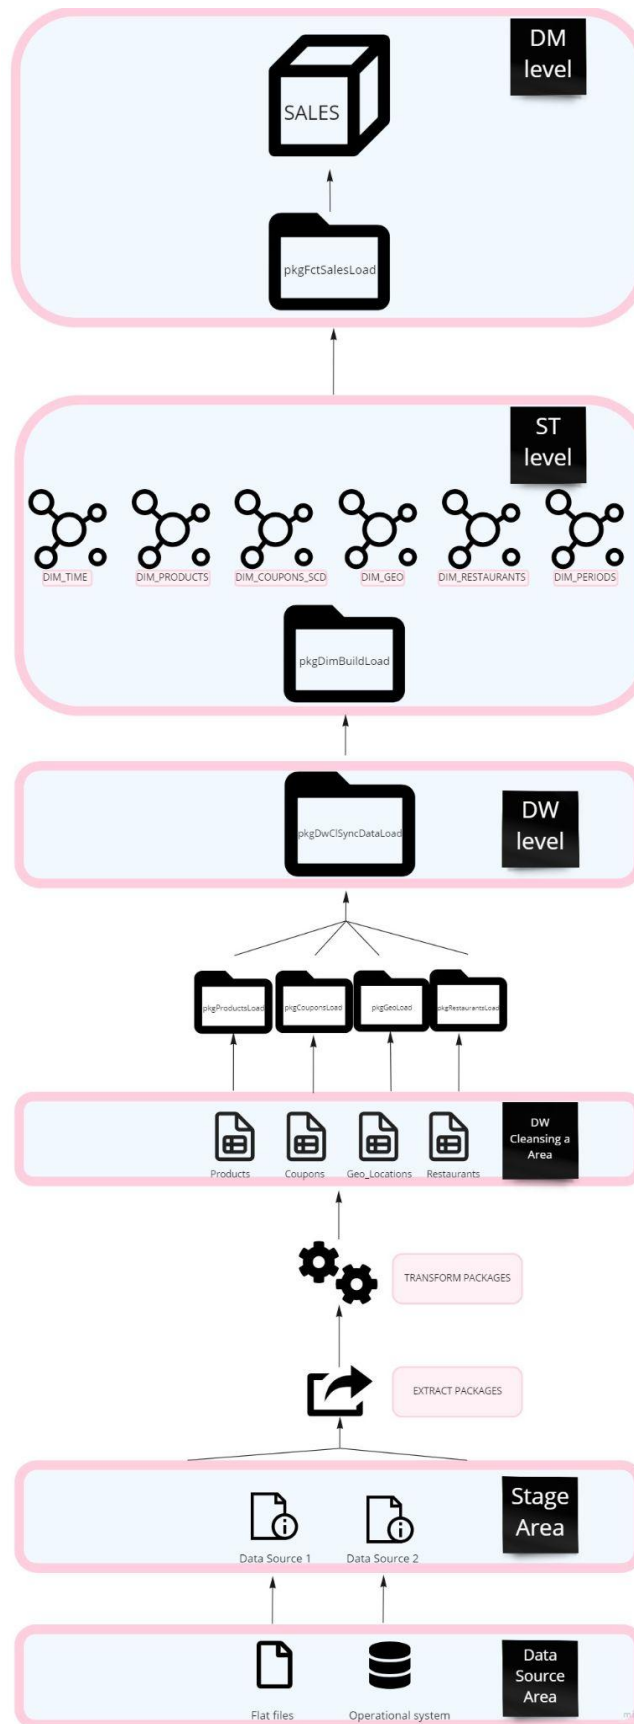 DM
level
SALES
pkgFctSalesLoad
ST
level
DIM_TIME
DIM_PRODUCTS
DIM_COUPONS_SCD
DIM_GEO
DIM_RESTAURANTS
DIM_PERIODS
pkgDimBuildLoad
DW
level
pkgDwClSyncDataLoad
pkgProductsLoad
pkgCouponsLoad
pkgGeoLoad
pkgRestaurantsLoad
DW
Cleansing a
Area
Products
Coupons
Geo_Locations
Restaurants
TRANSFORM PACKAGES
EXTRACT PACKAGES
Stage
Area
Data Source 1
Data Source 2
Data
Source
Area
Flat files
Operational system